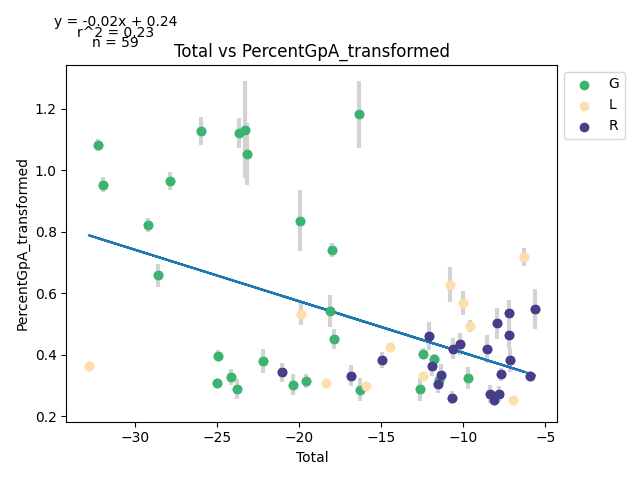 y = -0.02x + 0.24
r^2 = 0.23
n = 59
Total vs PercentGpA_transformed
G
L
R
PercentGpA_transformed
1.2
1.0
0.8
0.6
0.4
0.2
−30 −25 −20 −15 −10 −5
Total